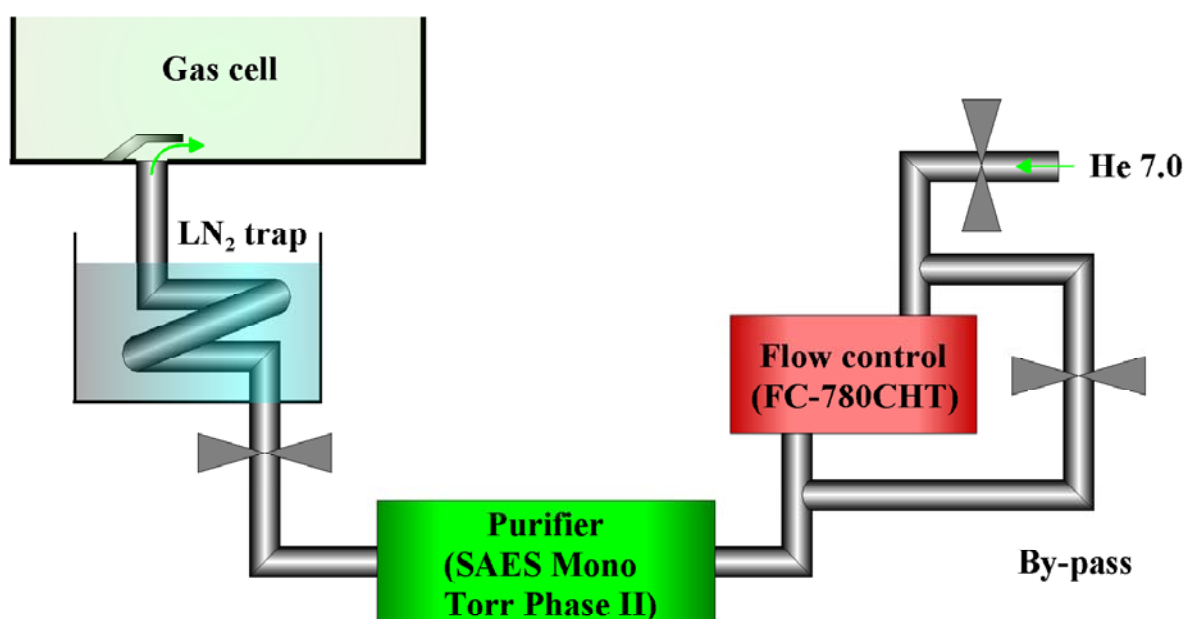 Gas cell
He 7.0
LN₂ trap
Flow control
(FC-780CHT)
Purifier
(SAES Mono
Torr Phase II)
By-pass